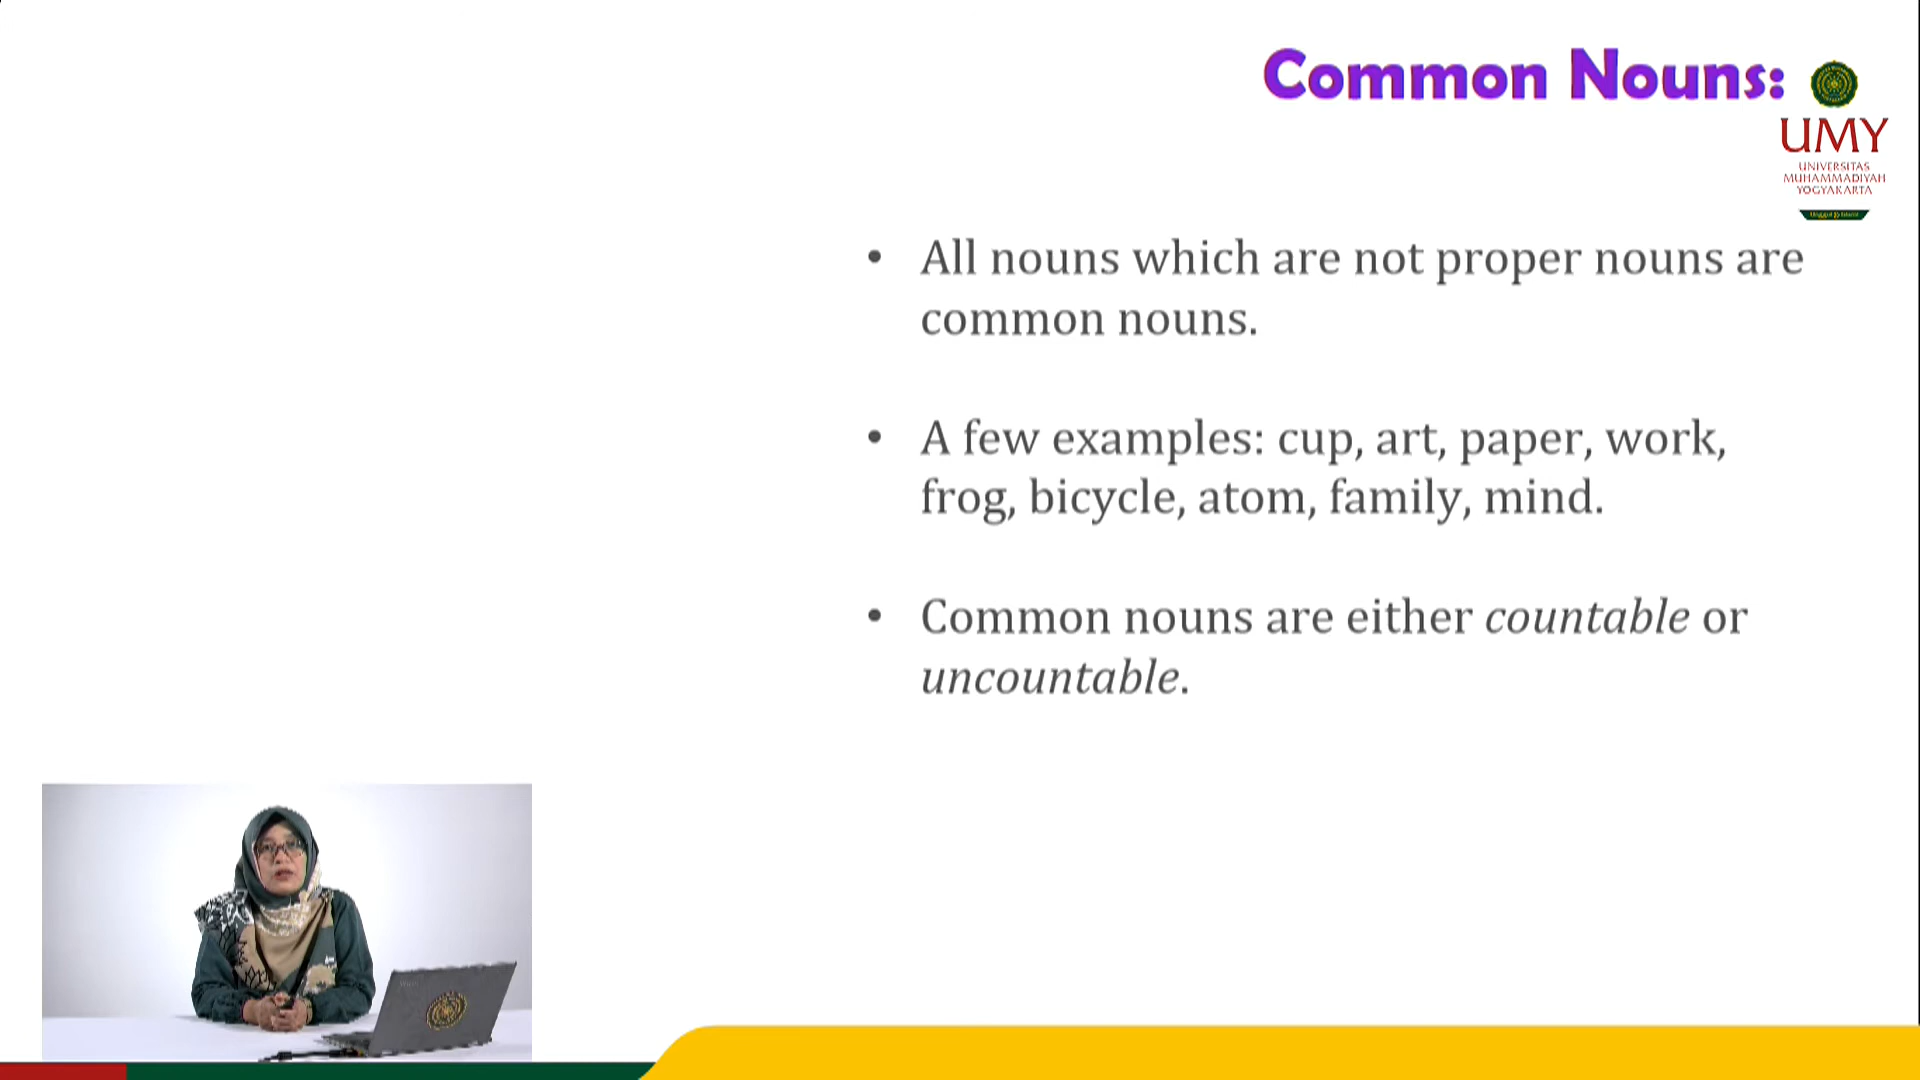 Common Nouns:
UMY
UNIVERSITAS
MUHAMMADIYAH
YOGYAKARTA
• All nouns which are not proper nouns are
common nouns.
• A few examples: cup, art, paper, work,
frog, bicycle, atom, family, mind.
• Common nouns are either countable or
uncountable.